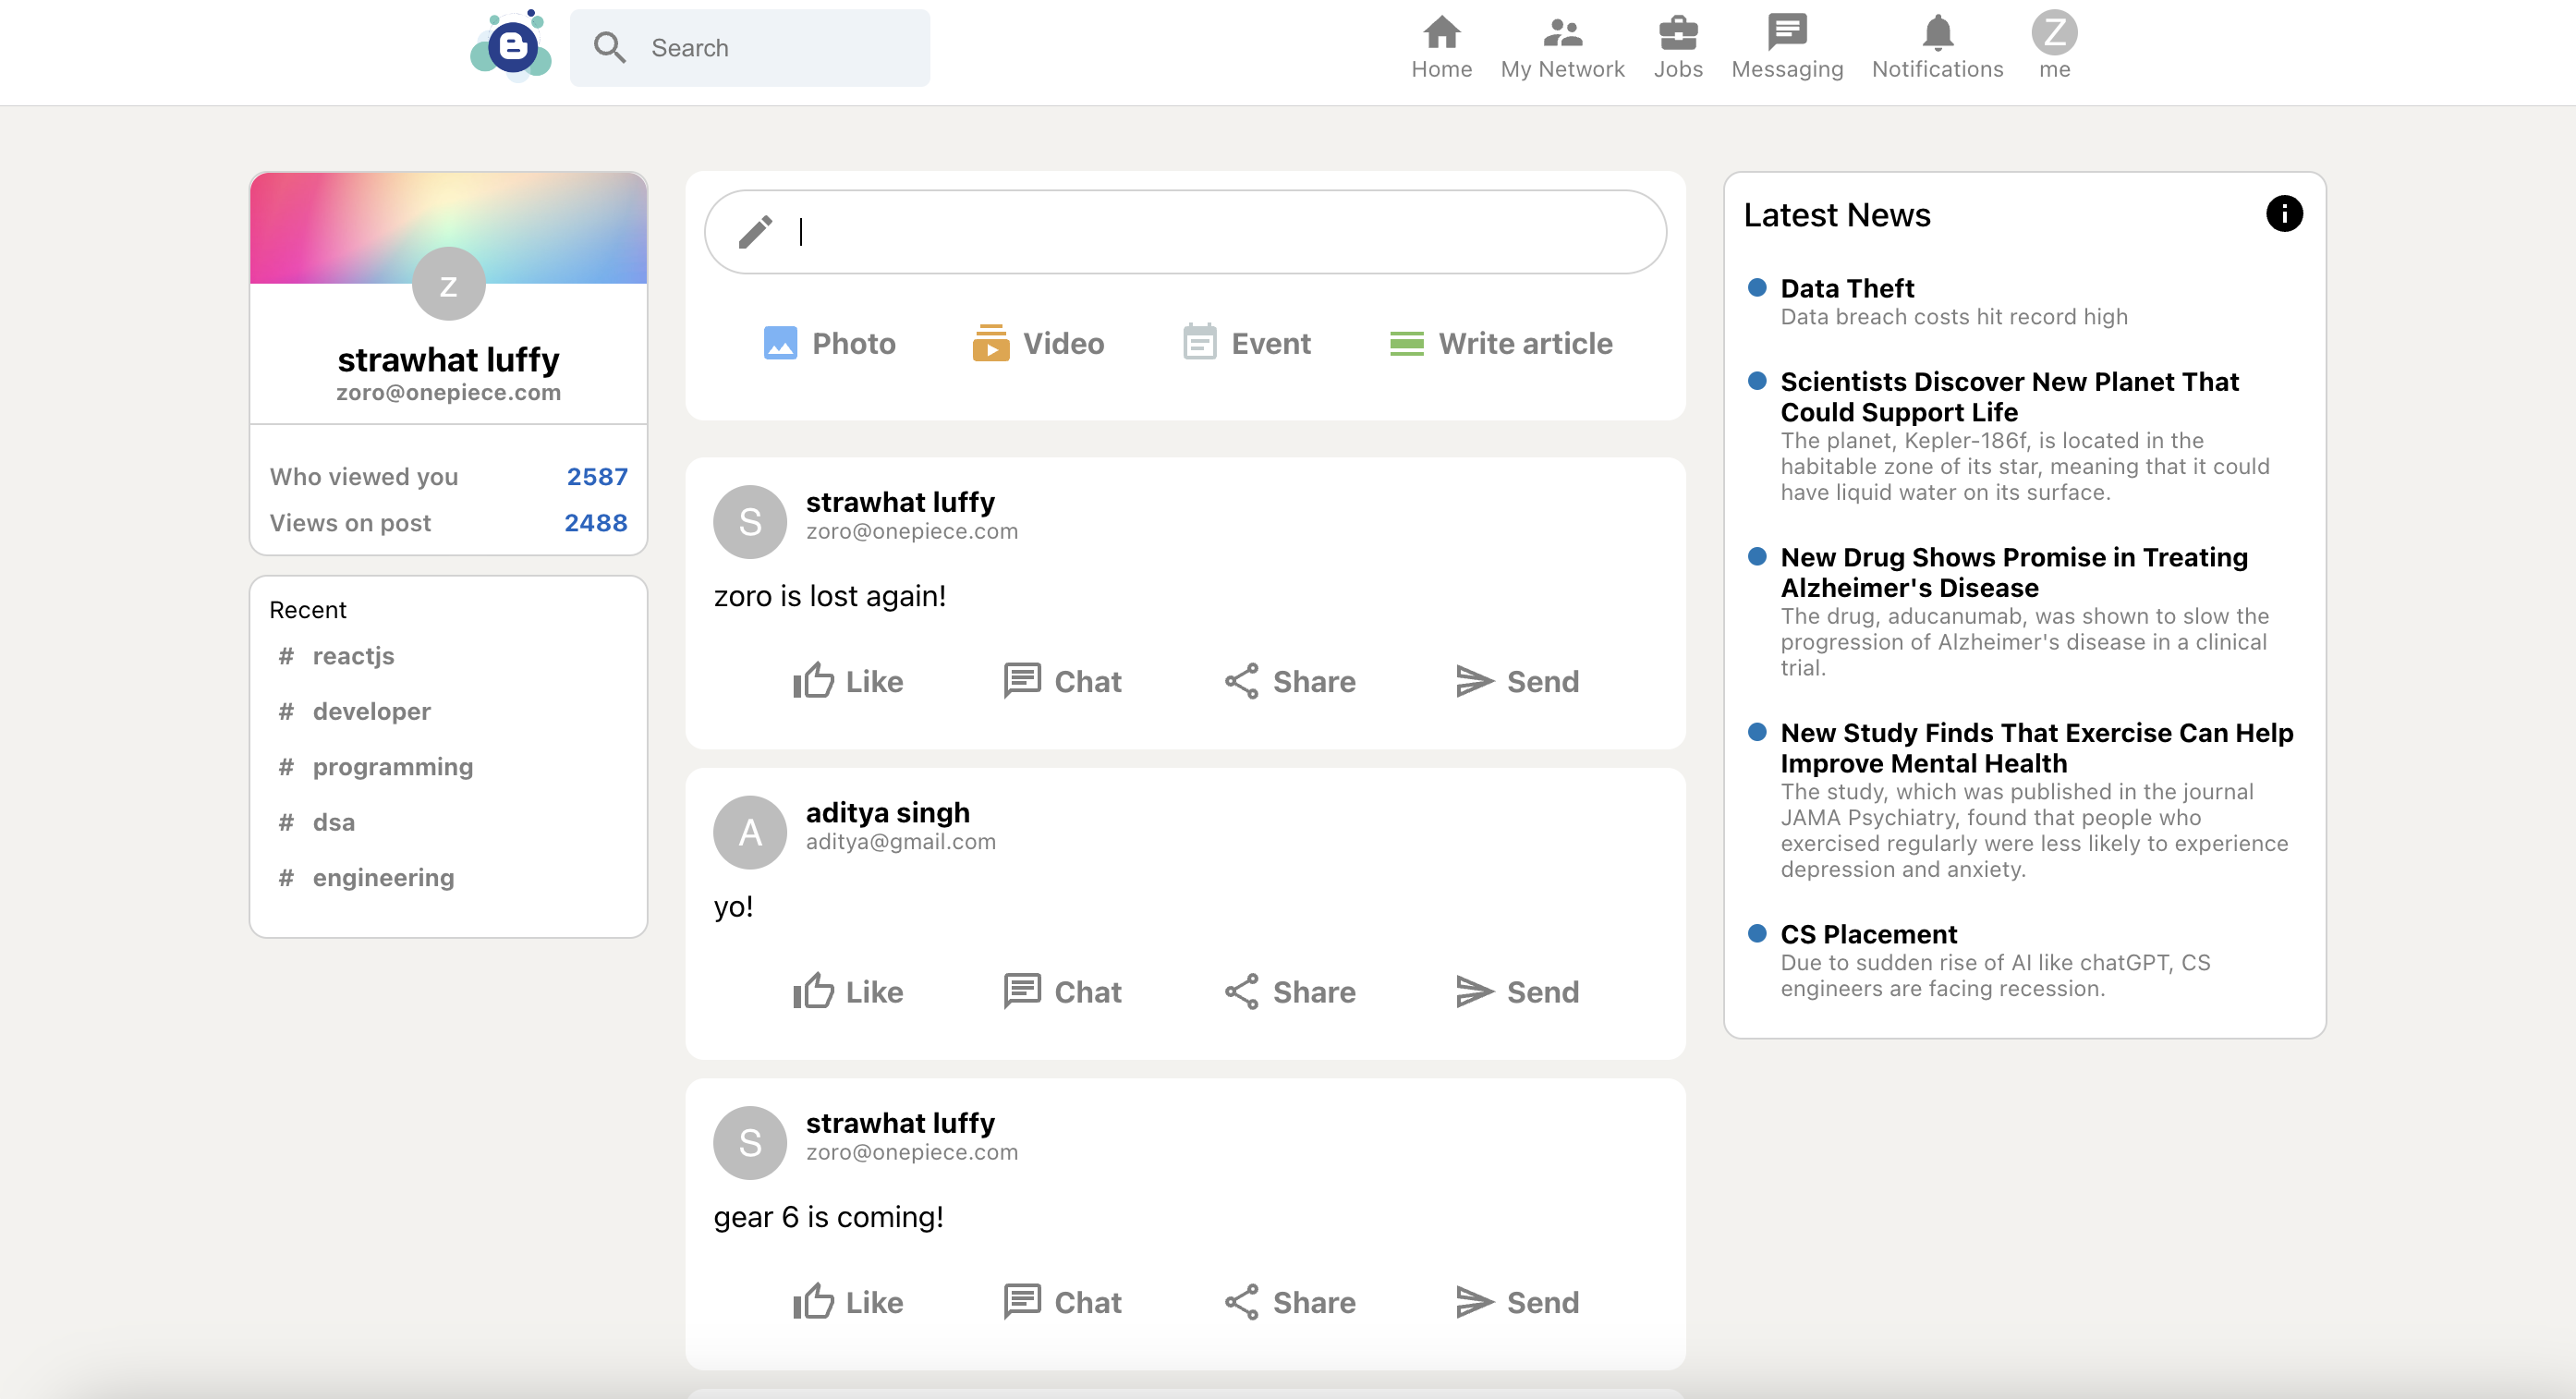 B
Search
Home
My Network
Jobs
Messaging
Notifications
Z
me
z
strawhat luffy
zoro@onepiece.com
Who viewed you 2587
Views on post 2488
Recent
# reactjs
# developer
# programming
# dsa
# engineering
Photo
Video
Event
Write article
S
strawhat luffy
zoro@onepiece.com
zoro is lost again!
Like
Chat
Share
Send
A
aditya singh
aditya@gmail.com
yo!
Like
Chat
Share
Send
S
strawhat luffy
zoro@onepiece.com
gear 6 is coming!
Like
Chat
Share
Send
Latest News
Data Theft
Data breach costs hit record high
Scientists Discover New Planet That
Could Support Life
The planet, Kepler-186f, is located in the
habitable zone of its star, meaning that it could
have liquid water on its surface.
New Drug Shows Promise in Treating
Alzheimer's Disease
The drug, aducanumab, was shown to slow the
progression of Alzheimer's disease in a clinical
trial.
New Study Finds That Exercise Can Help
Improve Mental Health
The study, which was published in the journal
JAMA Psychiatry, found that people who
exercised regularly were less likely to experience
depression and anxiety.
CS Placement
Due to sudden rise of AI like chatGPT, CS
engineers are facing recession.